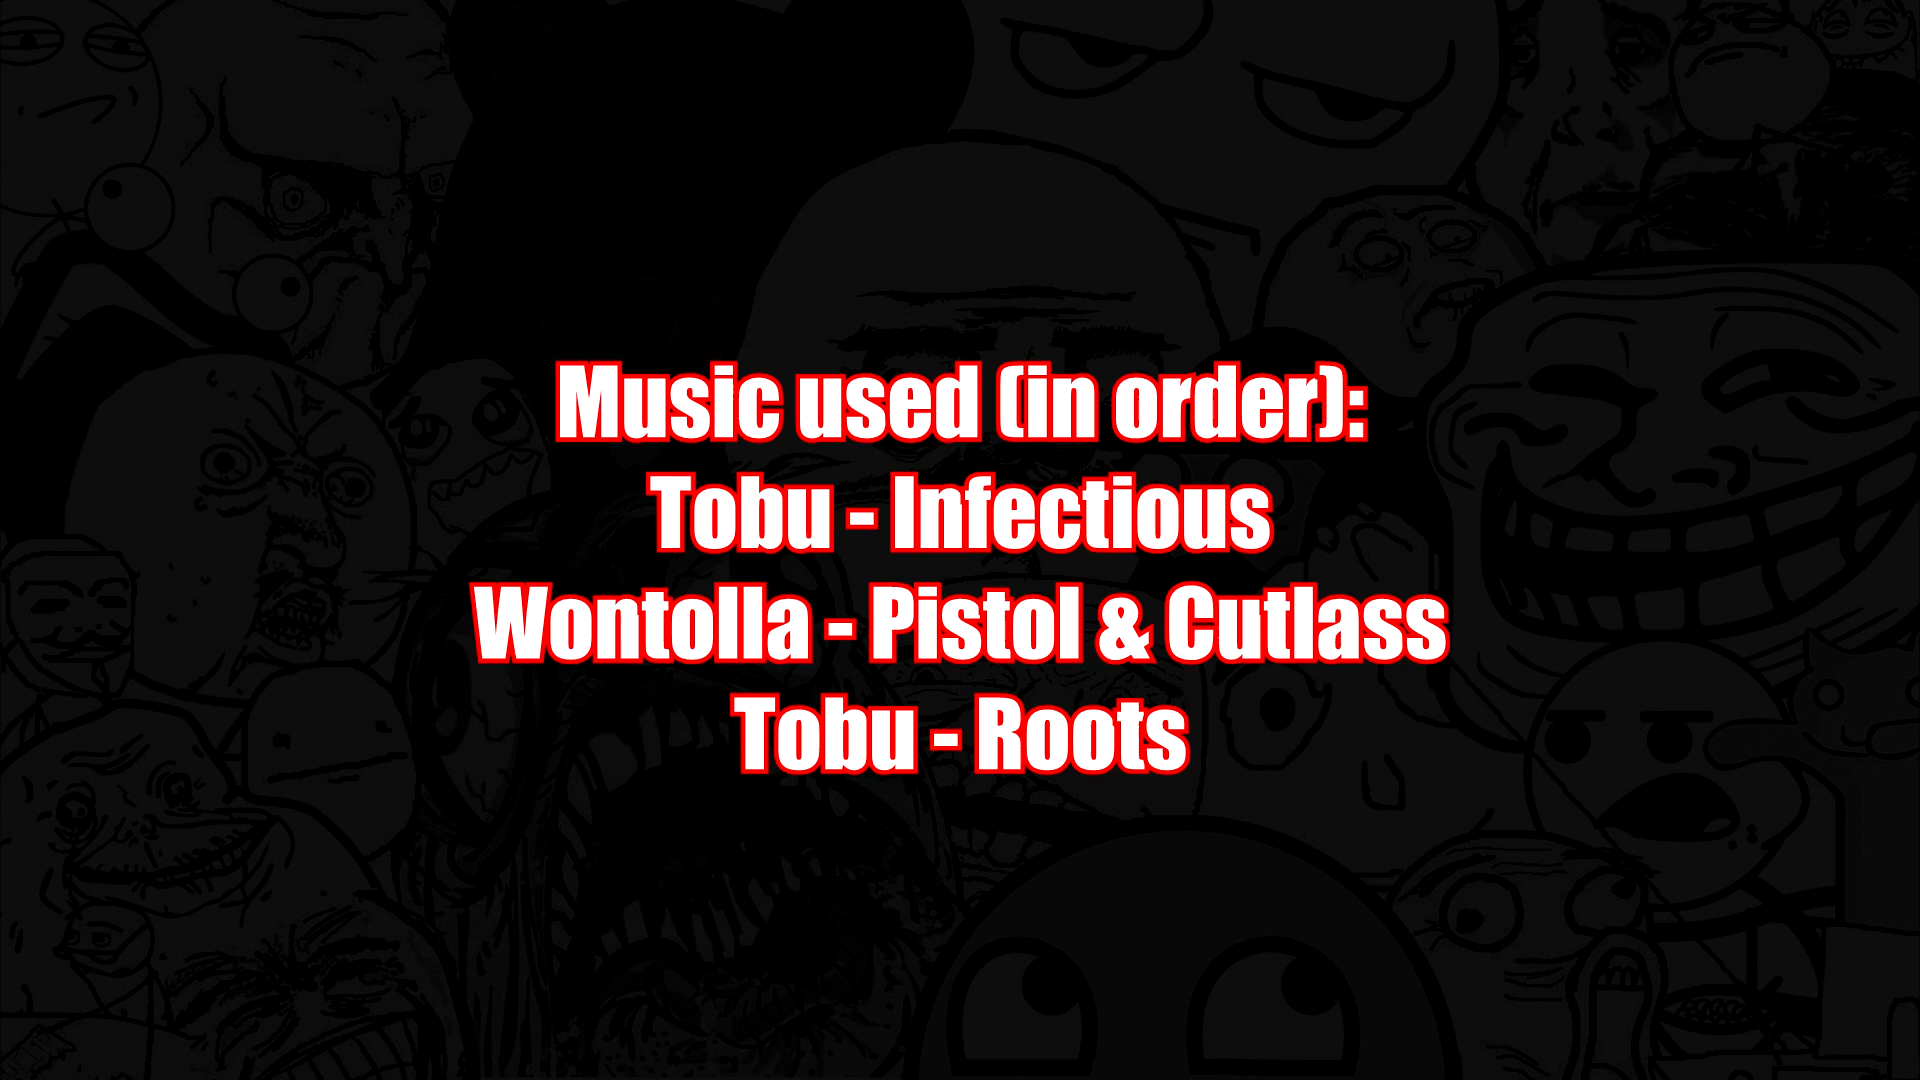 Music used (in order):
Tobu - Infectious
Wontolla - Pistol & Cutlass
Tobu - Roots